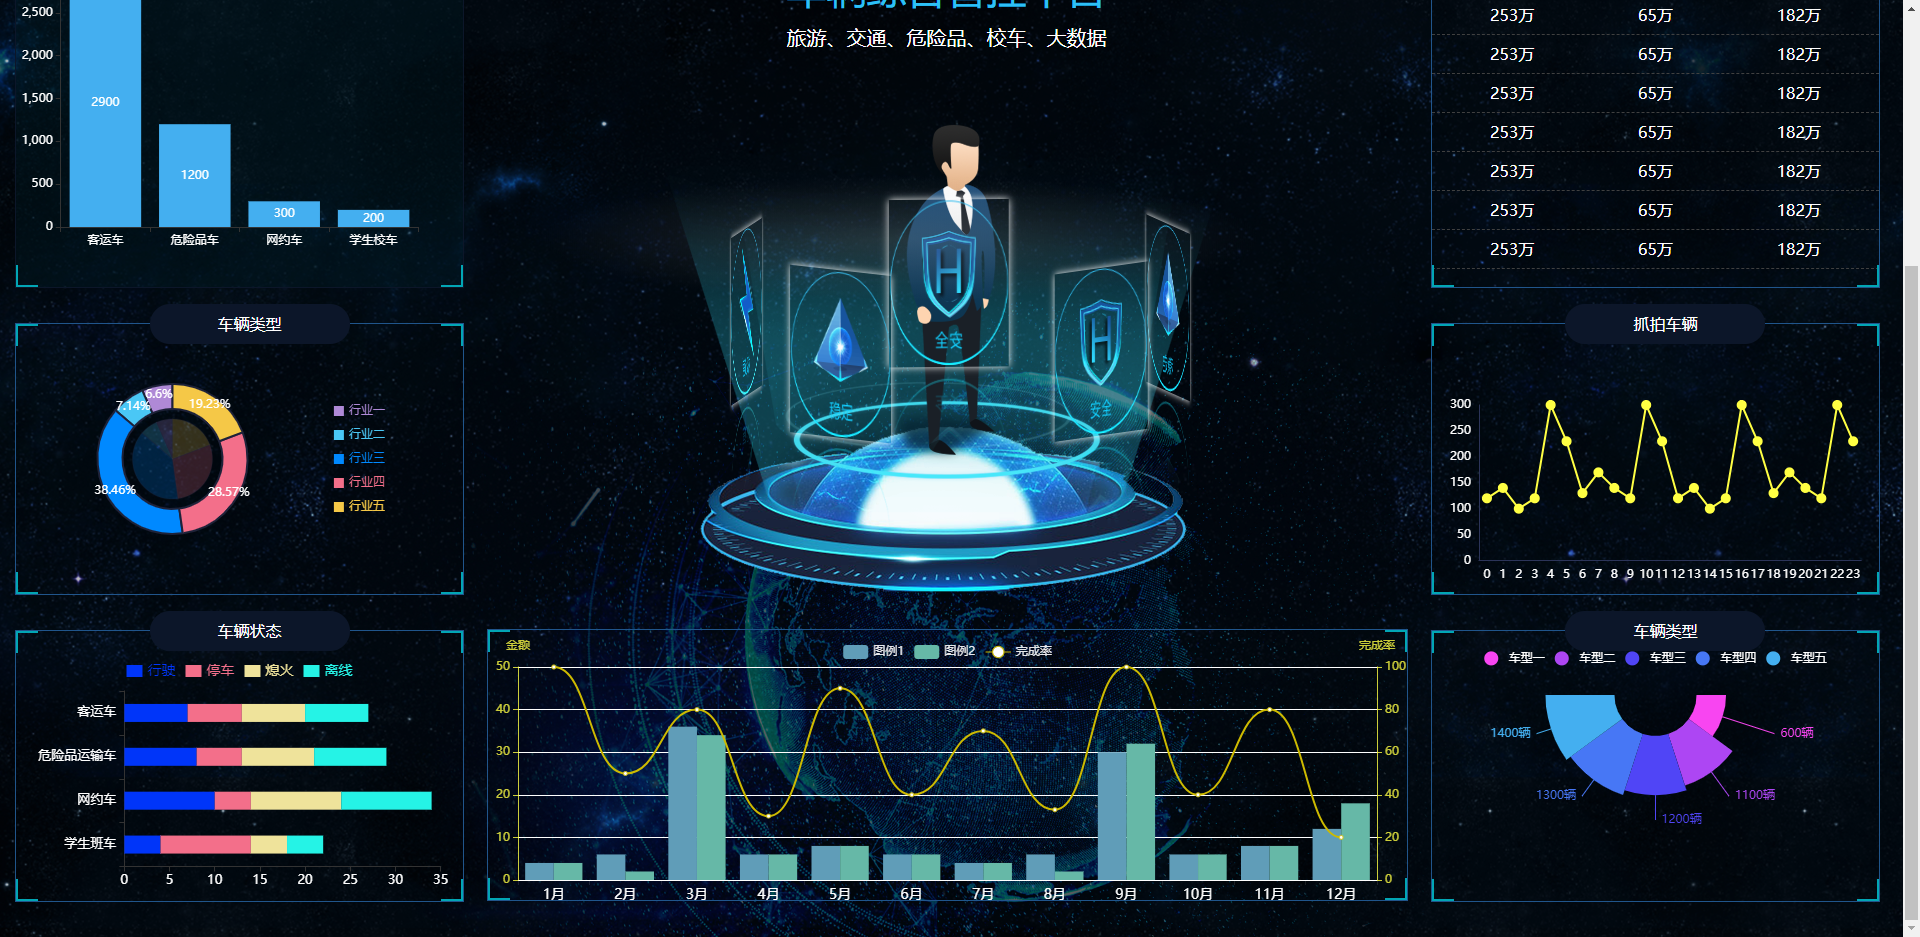 2,500
2,000
1,500
1,000
500
0
2900
1200
300
200
客运车 危险品车 网约车 学生校车
车辆综合管控平台
旅游、交通、危险品、校车、大数据
253万 65万 182万
253万 65万 182万
253万 65万 182万
253万 65万 182万
253万 65万 182万
253万 65万 182万
253万 65万 182万
车辆类型
6.6%
19.23%
7.14%
38.46%
28.57%
行业一
行业二
行业三
行业四
行业五
全安
稳定
安全
抓拍车辆
300
250
200
150
100
50
0
0 1 2 3 4 5 6 7 8 9 10 11 12 13 14 15 16 17 18 19 20 21 22 23
车辆状态
行驶 停车 熄火 离线
客运车
危险品运输车
网约车
学生班车
0 5 10 15 20 25 30 35
金额 图例1 图例2 完成率 完成率
50 100
40 80
30 60
20 40
10 20
0 0
1月 2月 3月 4月 5月 6月 7月 8月 9月 10月 11月 12月
车辆类型
车型一 车型二 车型三 车型四 车型五
1400辆 600辆
1300辆 1100辆
1200辆